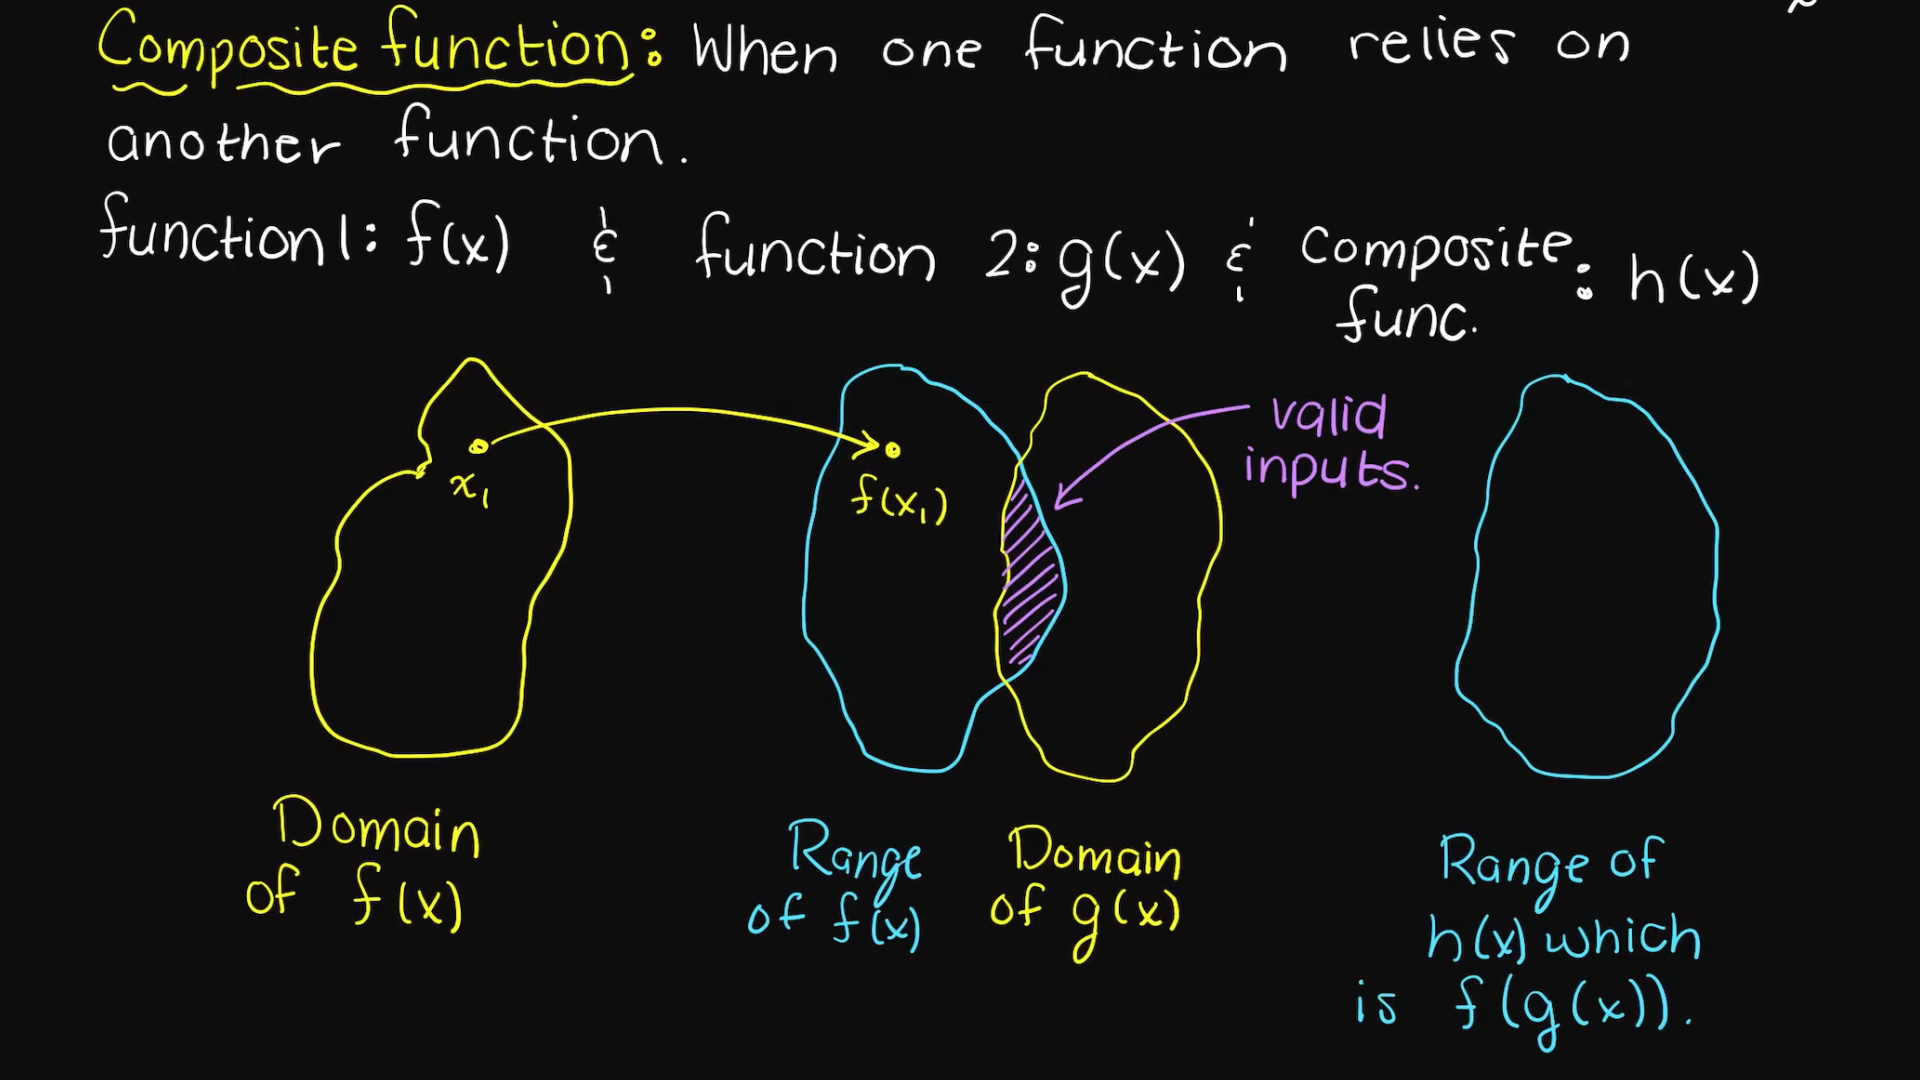 Composite function: When one function relies on
another function.
function 1: f(x) & function 2: g(x) & composite func. : h(x)
valid
inputs.
x₁
f(x₁)
Domain
of f(x)
Range
of f(x)
Domain
of g(x)
Range of
h(x) which
is f(g(x)).